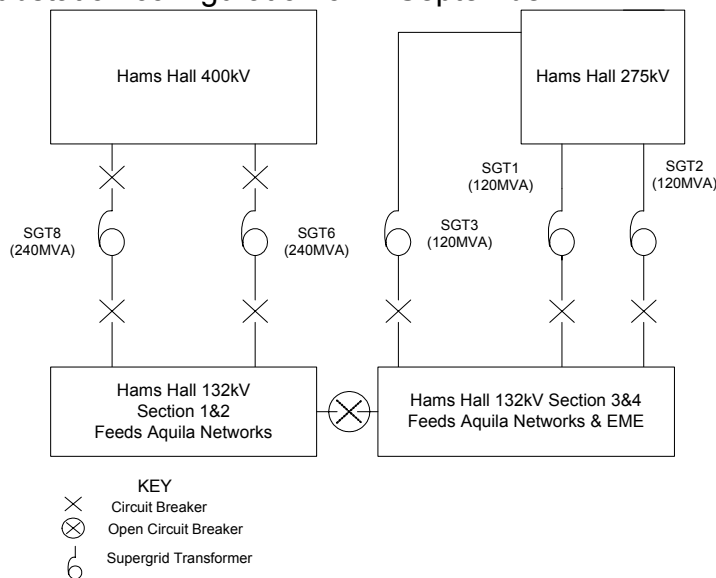 Hams Hall 400kV
Hams Hall 275kV
SGT1
(120MVA)
SGT2
(120MVA)
SGT8
(240MVA)
SGT6
(240MVA)
SGT3
(120MVA)
Hams Hall 132kV
Section 1&2
Feeds Aquila Networks
Hams Hall 132kV Section 3&4
Feeds Aquila Networks & EME
KEY
Circuit Breaker
Open Circuit Breaker
Supergrid Transformer